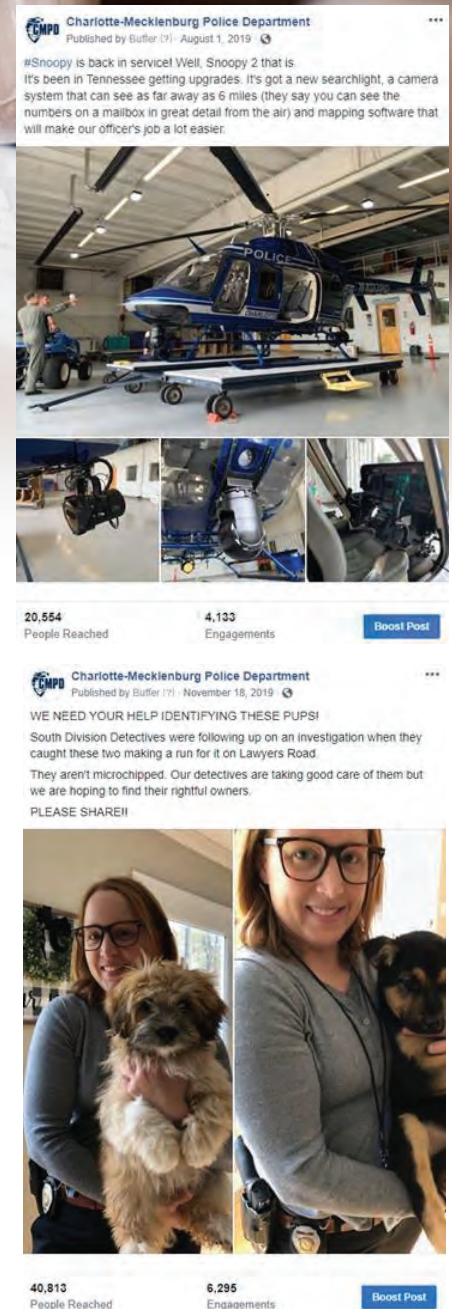 CMPD
Charlotte-Mecklenburg Police Department
Published by Buffer (?) · August 1, 2019 ·
#Snoopy is back in service! Well, Snoopy 2 that is.
It's been in Tennessee getting upgrades. It's got a new searchlight, a camera
system that can see as far away as 6 miles (they say you can see the
numbers on a mailbox in great detail from the air) and mapping software that
will make our officer's job a lot easier.
POLICE
20,554
4,133
People Reached
Engagements
Boost Post
CMPD
Charlotte-Mecklenburg Police Department
Published by Buffer (?) · November 18, 2019 ·
WE NEED YOUR HELP IDENTIFYING THESE PUPS!
South Division Detectives were following up on an investigation when they
caught these two making a run for it on Lawyers Road.
They aren't microchipped. Our detectives are taking good care of them but
we are hoping to find their rightful owners.
PLEASE SHARE!!
40,813
6,295
People Reached
Engagements
Boost Post